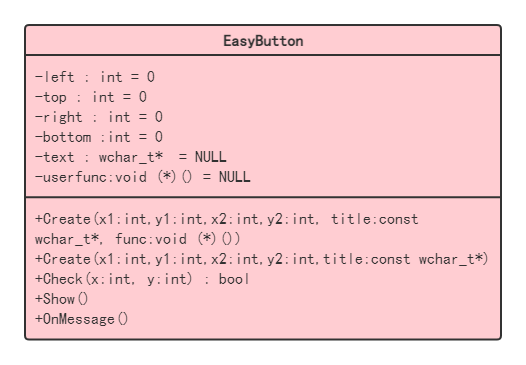 EasyButton
-left : int = 0
-top : int = 0
-right : int = 0
-bottom :int = 0
-text : wchar_t*  = NULL
-userfunc:void (*)() = NULL
+Create(x1:int,y1:int,x2:int,y2:int, title:const
wchar_t*, func:void (*)())
+Create(x1:int,y1:int,x2:int,y2:int,title:const wchar_t*)
+Check(x:int, y:int) : bool
+Show()
+OnMessage()